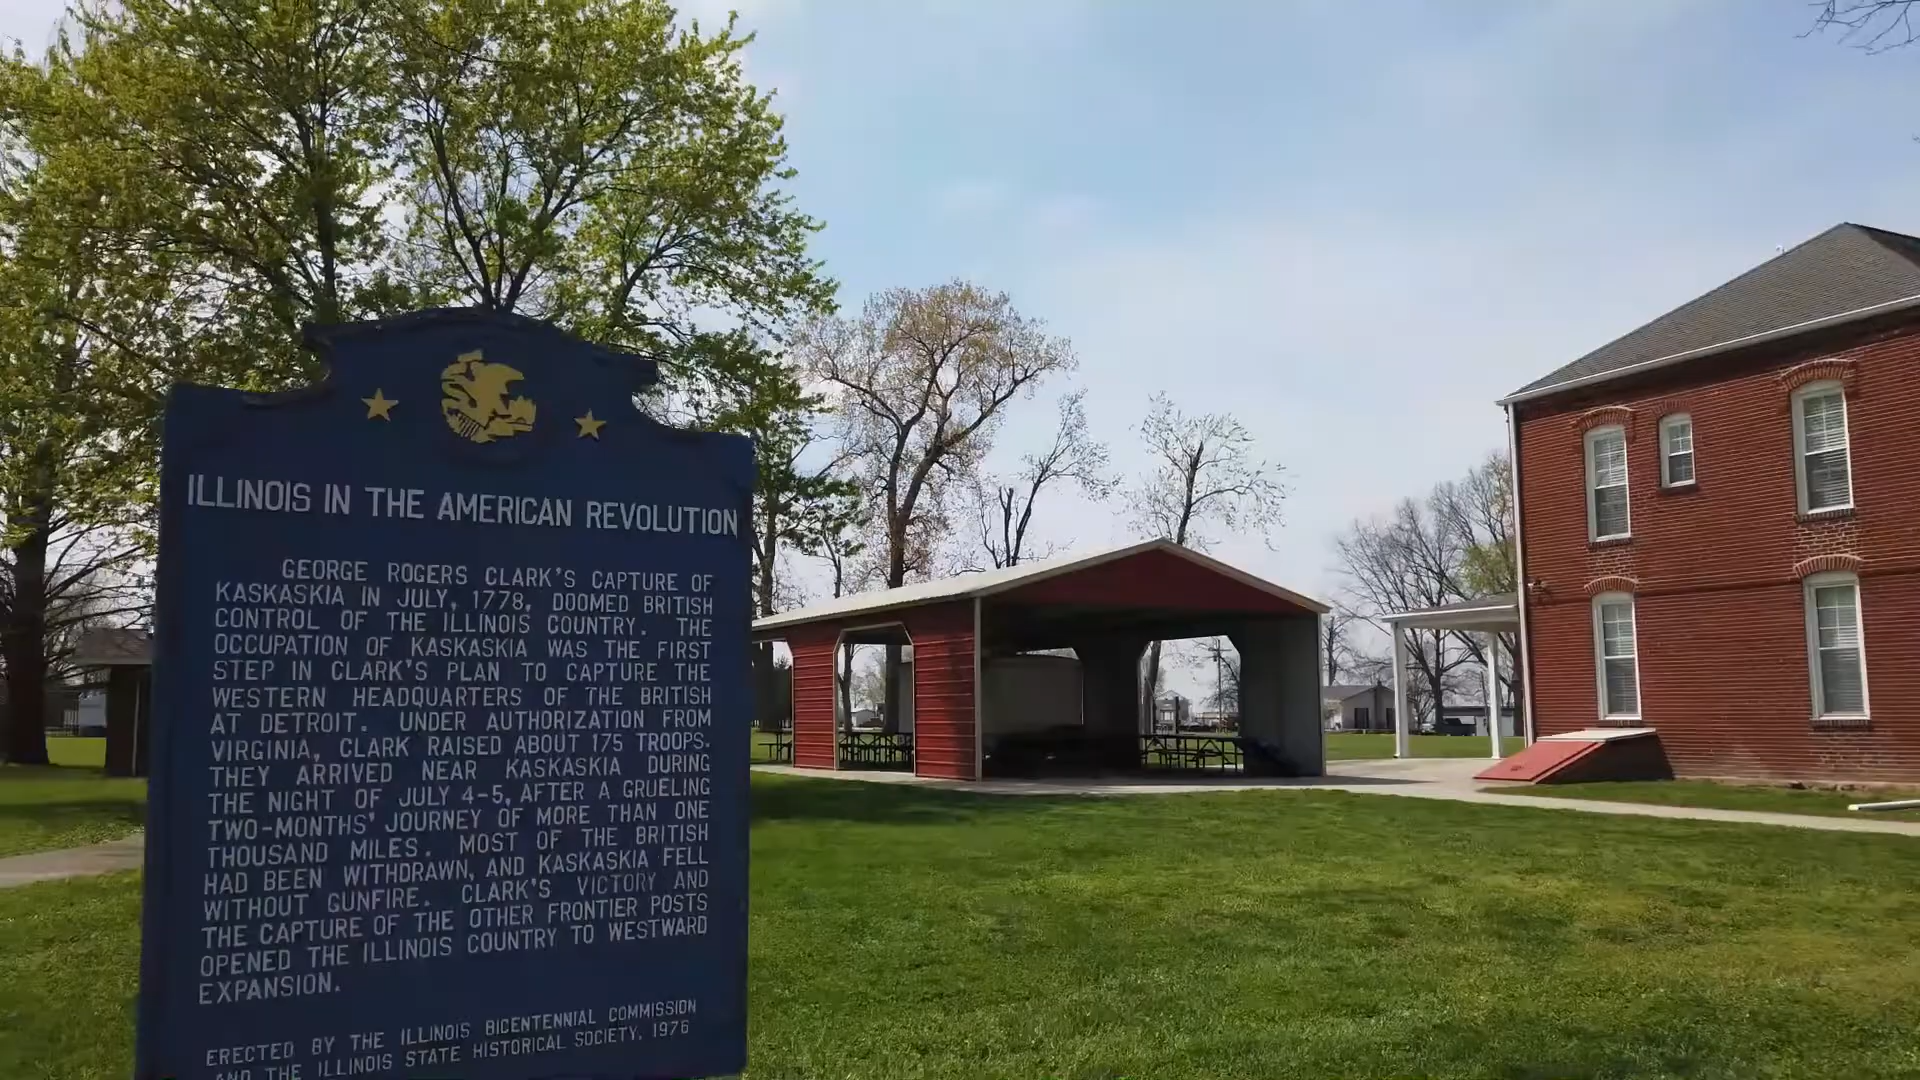 ILLINOIS IN THE AMERICAN REVOLUTION
GEORGE ROGERS CLARK'S CAPTURE OF
KASKASKIA IN JULY, 1778, DOOMED BRITISH
CONTROL OF THE ILLINOIS COUNTRY. THE
OCCUPATION OF KASKASKIA WAS THE FIRST
STEP IN CLARK'S PLAN TO CAPTURE THE
WESTERN HEADQUARTERS OF THE BRITISH
AT DETROIT. UNDER AUTHORIZATION FROM
VIRGINIA, CLARK RAISED ABOUT 175 TROOPS.
THEY ARRIVED NEAR KASKASKIA DURING
THE NIGHT OF JULY 4-5, AFTER A GRUELING
TWO-MONTHS' JOURNEY OF MORE THAN ONE
THOUSAND MILES. MOST OF THE BRITISH
HAD BEEN WITHDRAWN, AND KASKASKIA FELL
WITHOUT GUNFIRE. CLARK'S VICTORY AND
THE CAPTURE OF THE OTHER FRONTIER POSTS
OPENED THE ILLINOIS COUNTRY TO WESTWARD
EXPANSION.
ERECTED BY THE ILLINOIS BICENTENNIAL COMMISSION
AND THE ILLINOIS STATE HISTORICAL SOCIETY, 1976